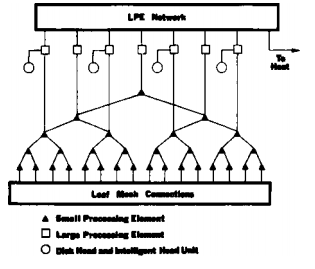 LPE Network
To
Host
Leaf Mesh Connections
Small Processing Element
Large Processing Element
Disk Head and Intelligent Head Unit